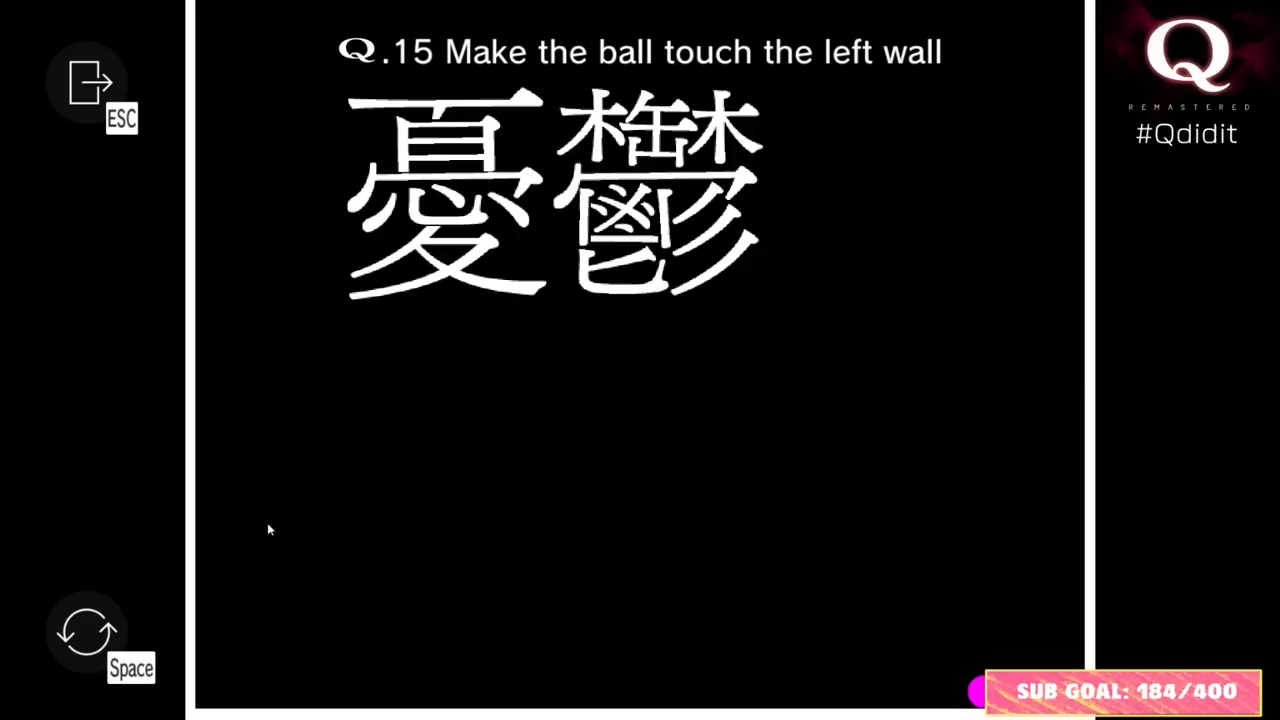 Q.15 Make the ball touch the left wall
憂鬱
ESC
Space
Q
REMASTERED
#Qdidit
SUB GOAL: 184/400